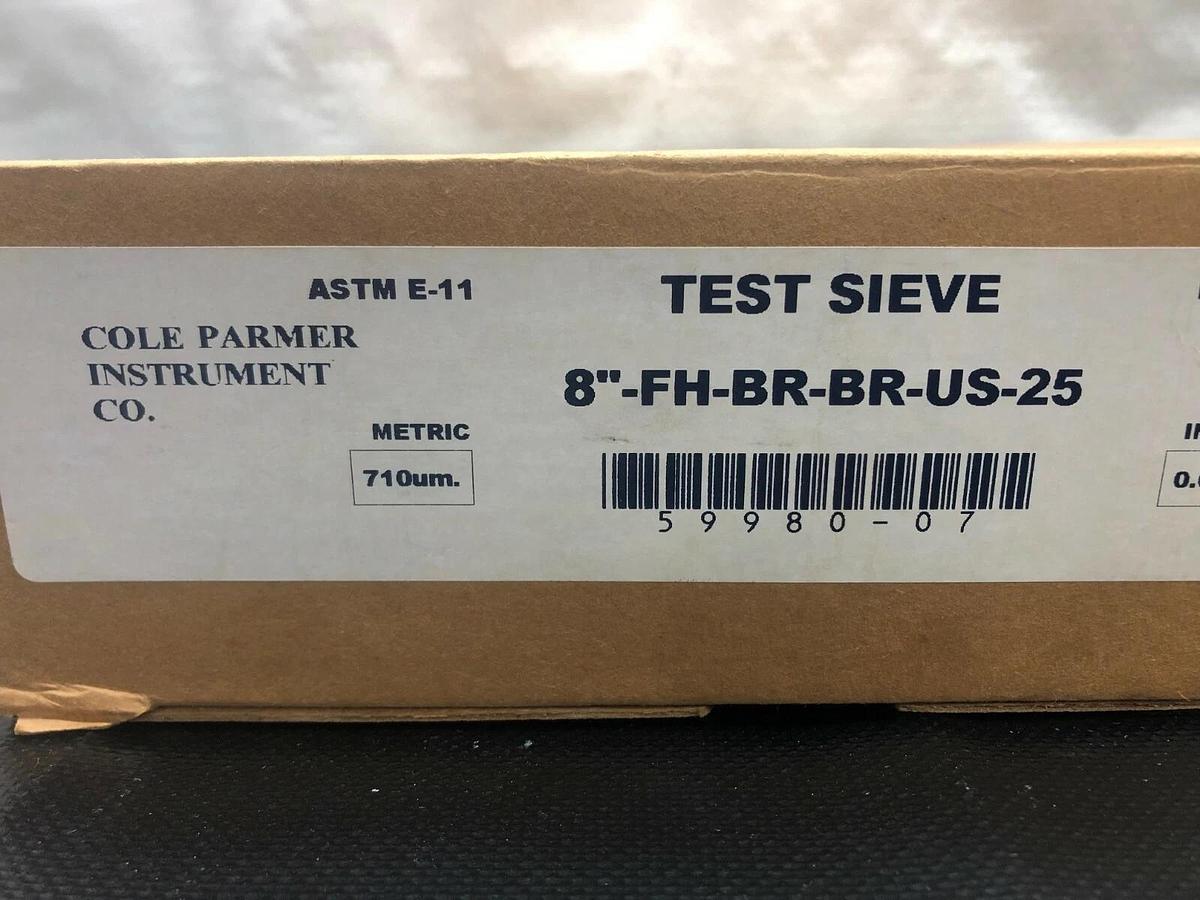 ASTM E-11
TEST SIEVE
COLE PARMER
INSTRUMENT
CO.
8"-FH-BR-BR-US-25
METRIC
710um.
59980-07